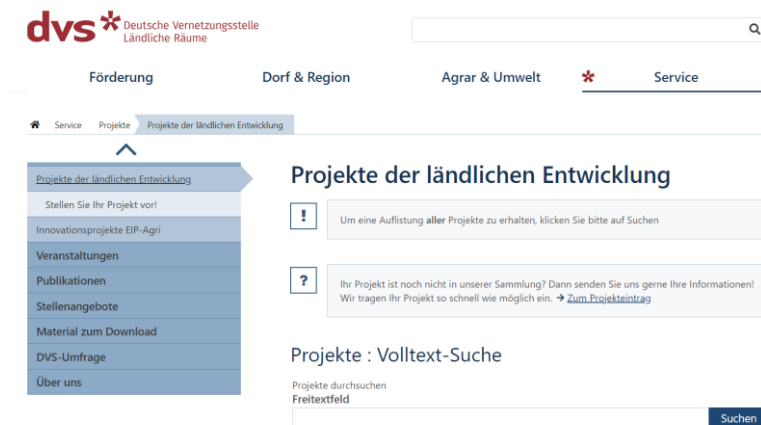 dvs Deutsche Vernetzungsstelle
Ländliche Räume
Förderung Dorf & Region Agrar & Umwelt Service
Service Projekte Projekte der ländlichen Entwicklung
Projekte der ländlichen Entwicklung
Stellen Sie Ihr Projekt vor!
Innovationsprojekte EIP-Agri
Veranstaltungen
Publikationen
Stellenangebote
Material zum Download
DVS-Umfrage
Über uns
Projekte der ländlichen Entwicklung
! Um eine Auflistung aller Projekte zu erhalten, klicken Sie bitte auf Suchen
? Ihr Projekt ist noch nicht in unserer Sammlung? Dann senden Sie uns gerne Ihre Informationen!
Wir tragen Ihr Projekt so schnell wie möglich ein. → Zum Projekteintrag
Projekte : Volltext-Suche
Projekte durchsuchen
Freitextfeld
Suchen